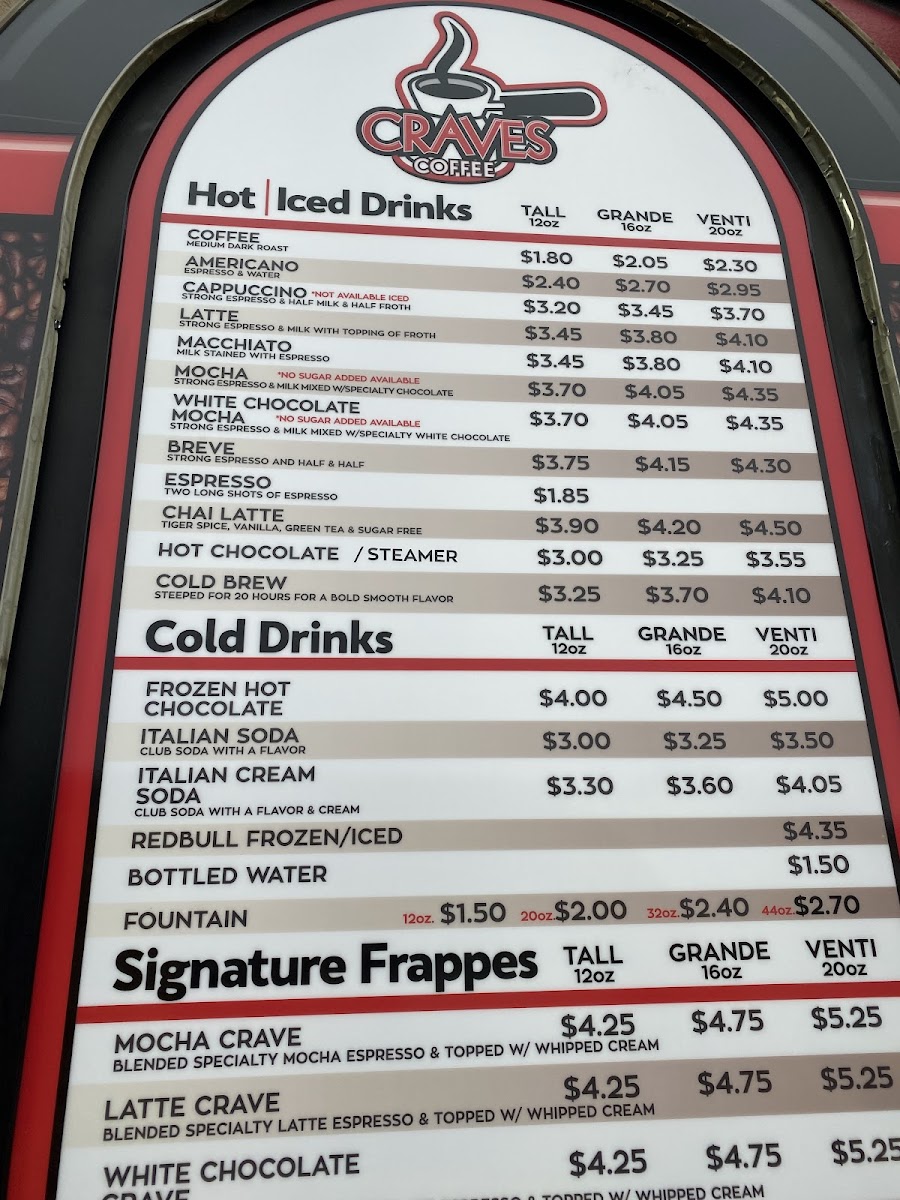 CRAVES
COFFEE
Hot | Iced Drinks TALL GRANDE VENTI
12oz 16oz 20oz
COFFEE
MEDIUM DARK ROAST $1.80 $2.05 $2.30
AMERICANO
ESPRESSO & WATER $2.40 $2.70 $2.95
CAPPUCCINO *NOT AVAILABLE ICED
STRONG ESPRESSO & HALF MILK & HALF FROTH $3.20 $3.45 $3.70
LATTE
STRONG ESPRESSO & MILK WITH TOPPING OF FROTH $3.45 $3.80 $4.10
MACCHIATO
MILK STAINED WITH ESPRESSO $3.45 $3.80 $4.10
MOCHA *NO SUGAR ADDED AVAILABLE
STRONG ESPRESSO & MILK MIXED W/SPECIALTY CHOCOLATE $3.70 $4.05 $4.35
WHITE CHOCOLATE
MOCHA *NO SUGAR ADDED AVAILABLE $3.70 $4.05 $4.35
STRONG ESPRESSO & MILK MIXED W/SPECIALTY WHITE CHOCOLATE
BREVE
STRONG ESPRESSO AND HALF & HALF $3.75 $4.15 $4.30
ESPRESSO
TWO LONG SHOTS OF ESPRESSO $1.85
CHAI LATTE
TIGER SPICE, VANILLA, GREEN TEA & SUGAR FREE $3.90 $4.20 $4.50
HOT CHOCOLATE / STEAMER $3.00 $3.25 $3.55
COLD BREW
STEEPED FOR 20 HOURS FOR A BOLD SMOOTH FLAVOR $3.25 $3.70 $4.10
Cold Drinks TALL GRANDE VENTI
12oz 16oz 20oz
FROZEN HOT
CHOCOLATE $4.00 $4.50 $5.00
ITALIAN SODA
CLUB SODA WITH A FLAVOR $3.00 $3.25 $3.50
ITALIAN CREAM
SODA $3.30 $3.60 $4.05
CLUB SODA WITH A FLAVOR & CREAM
REDBULL FROZEN/ICED $4.35
BOTTLED WATER $1.50
FOUNTAIN 12oz. $1.50 20oz. $2.00 32oz. $2.40 44oz. $2.70
Signature Frappes TALL GRANDE VENTI
12oz 16oz 20oz
MOCHA CRAVE $4.25 $4.75 $5.25
BLENDED SPECIALTY MOCHA ESPRESSO & TOPPED W/ WHIPPED CREAM
LATTE CRAVE $4.25 $4.75 $5.25
BLENDED SPECIALTY LATTE ESPRESSO & TOPPED W/ WHIPPED CREAM
WHITE CHOCOLATE $4.25 $4.75 $5.25
CRAVE
ESPRESSO & TOPPED W/ WHIPPED CREAM